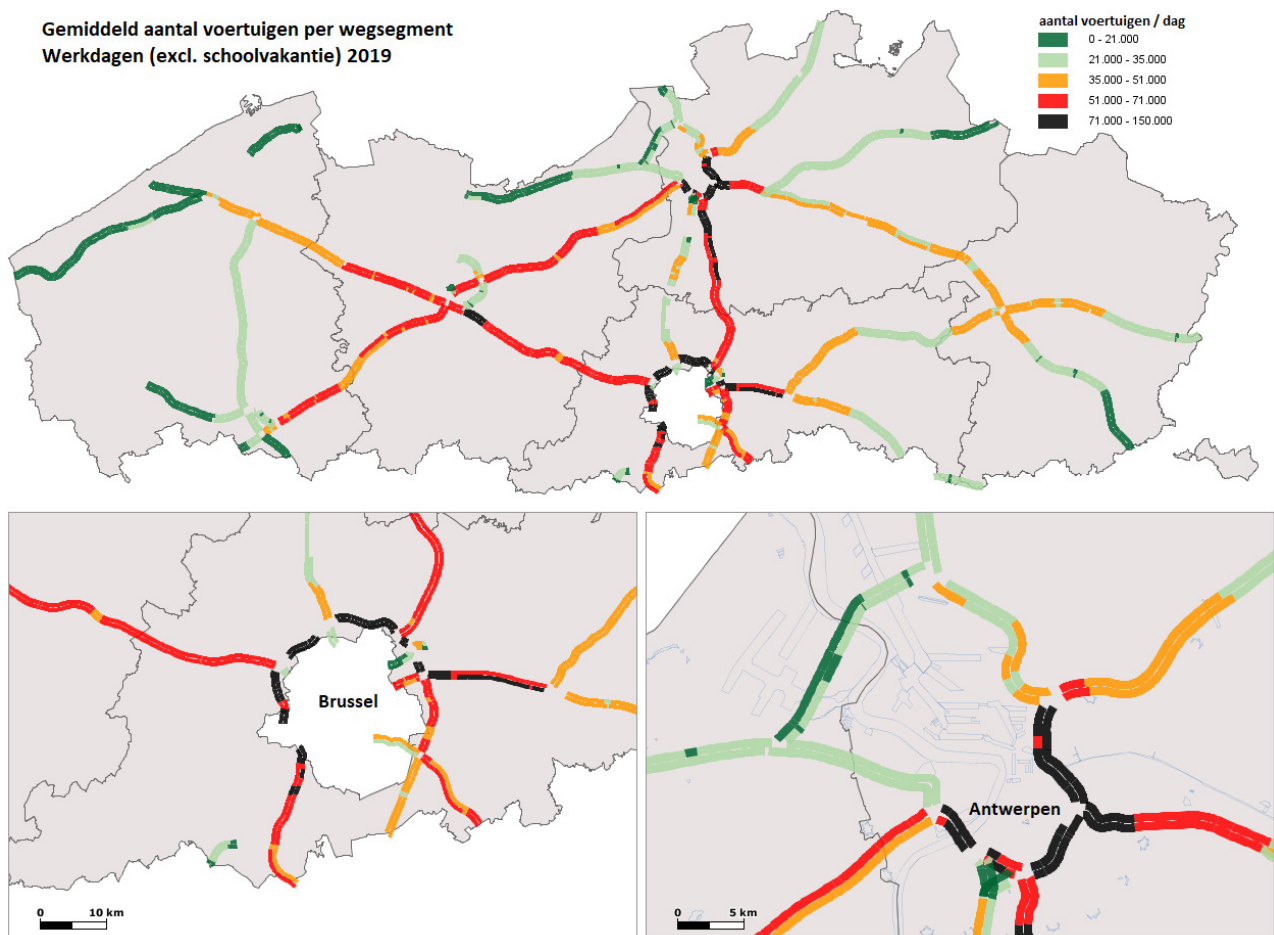 Gemiddeld aantal voertuigen per wegsegment
Werkdagen (excl. schoolvakantie) 2019
aantal voertuigen / dag
0 - 21.000
21.000 - 35.000
35.000 - 51.000
51.000 - 71.000
71.000 - 150.000
Brussel
0 10 km
Antwerpen
0 5 km